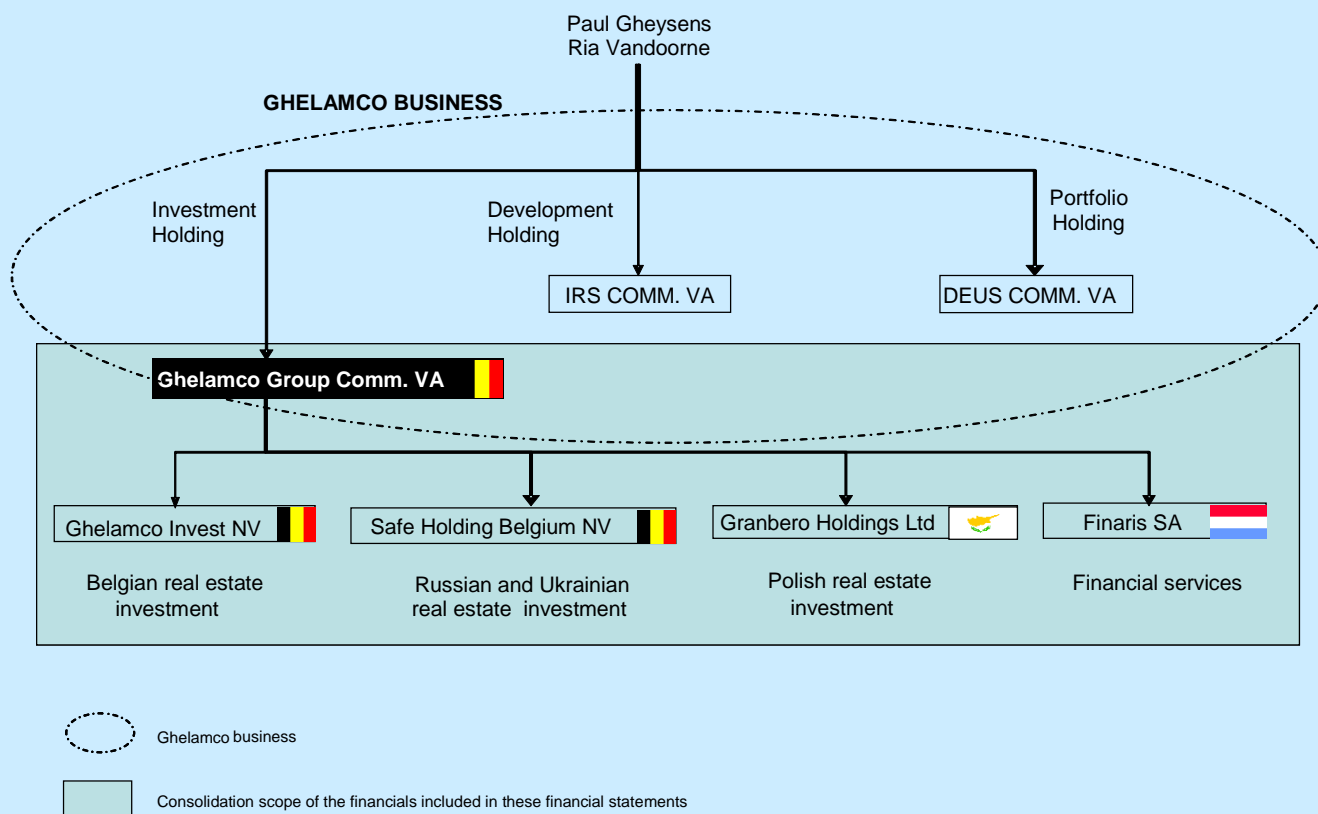 Paul Gheysens
Ria Vandoorne
GHELAMCO BUSINESS
Investment
Holding
Development
Holding
Portfolio
Holding
IRS COMM. VA
DEUS COMM. VA
Ghelamco Group Comm. VA
Ghelamco Invest NV
Safe Holding Belgium NV
Granbero Holdings Ltd
Finaris SA
Belgian real estate
investment
Russian and Ukrainian
real estate investment
Polish real estate
investment
Financial services
Ghelamco business
Consolidation scope of the financials included in these financial statements